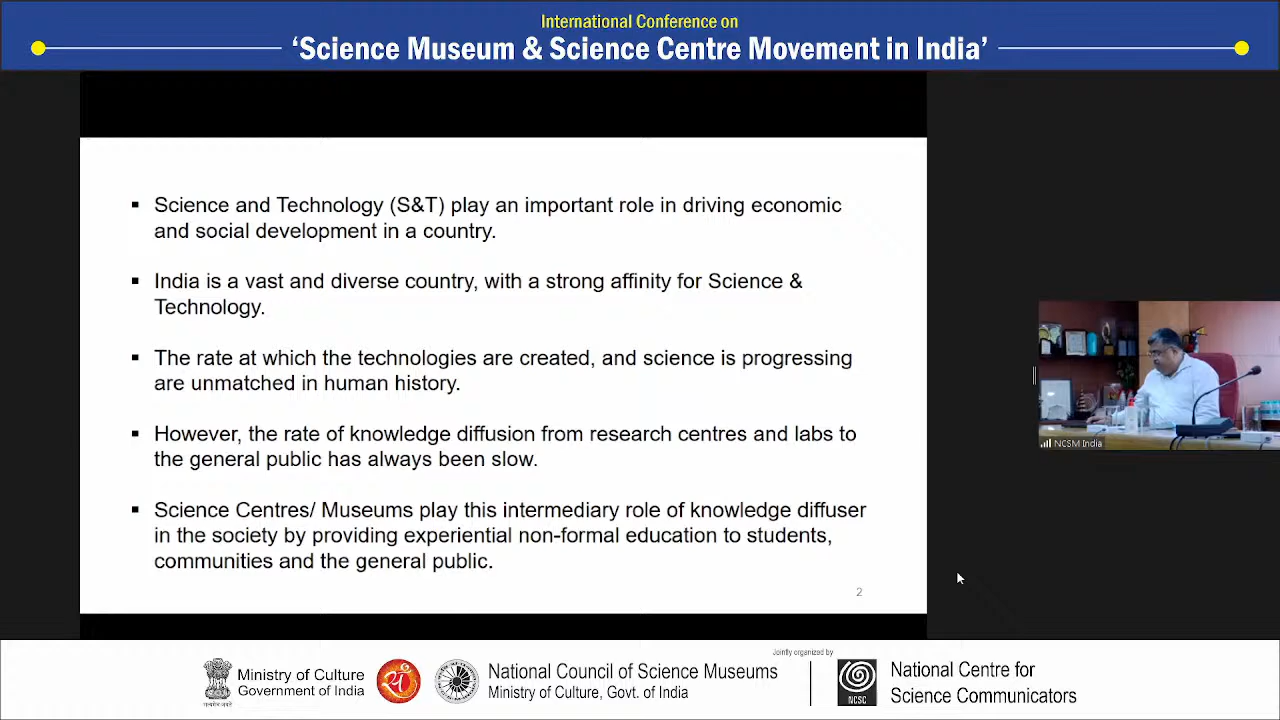 International Conference on
‘Science Museum & Science Centre Movement in India’
▪ Science and Technology (S&T) play an important role in driving economic
and social development in a country.
▪ India is a vast and diverse country, with a strong affinity for Science &
Technology.
▪ The rate at which the technologies are created, and science is progressing
are unmatched in human history.
▪ However, the rate of knowledge diffusion from research centres and labs to
the general public has always been slow.
▪ Science Centres/ Museums play this intermediary role of knowledge diffuser
in the society by providing experiential non-formal education to students,
communities and the general public.
2
NCSM India
Jointly organized by
Ministry of Culture
Government of India
सत्यमेव जयते
National Council of Science Museums
Ministry of Culture, Govt. of India
NCSC
National Centre for
Science Communicators